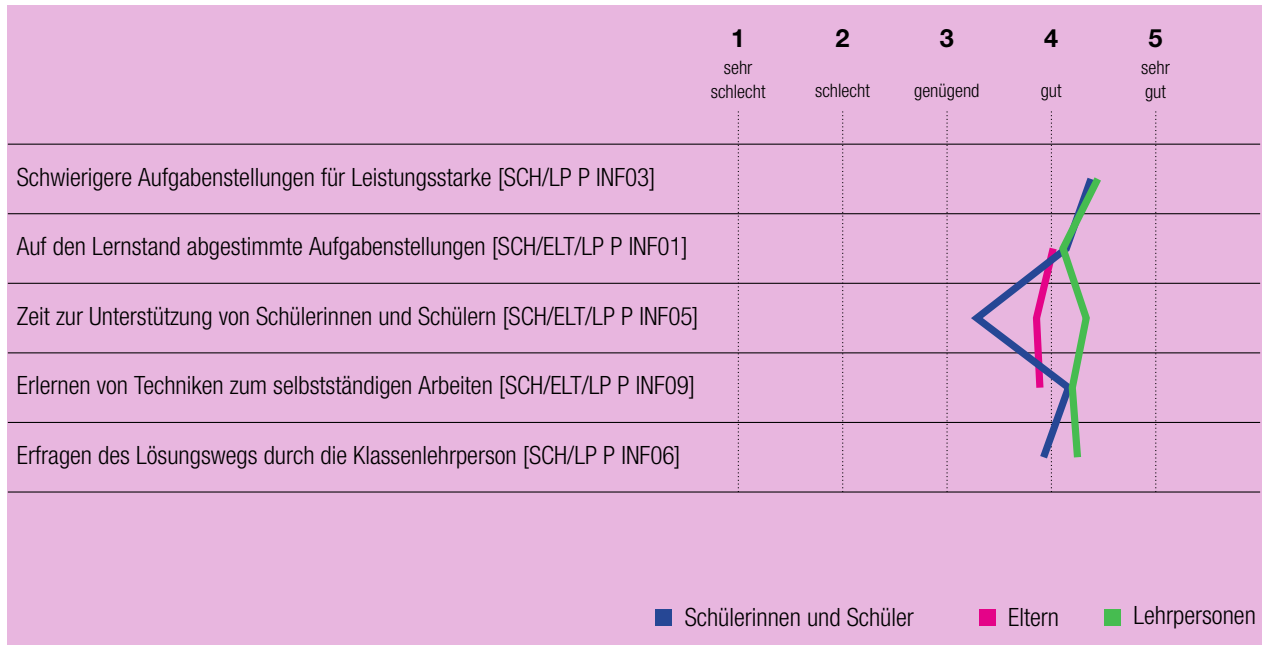 1 2 3 4 5
sehr schlecht schlecht genügend gut sehr gut
Schwierigere Aufgabenstellungen für Leistungsstarke [SCH/LP P INF03]
Auf den Lernstand abgestimmte Aufgabenstellungen [SCH/ELT/LP P INF01]
Zeit zur Unterstützung von Schülerinnen und Schülern [SCH/ELT/LP P INF05]
Erlernen von Techniken zum selbstständigen Arbeiten [SCH/ELT/LP P INF09]
Erfragen des Lösungswegs durch die Klassenlehrperson [SCH/LP P INF06]
Schülerinnen und Schüler Eltern Lehrpersonen